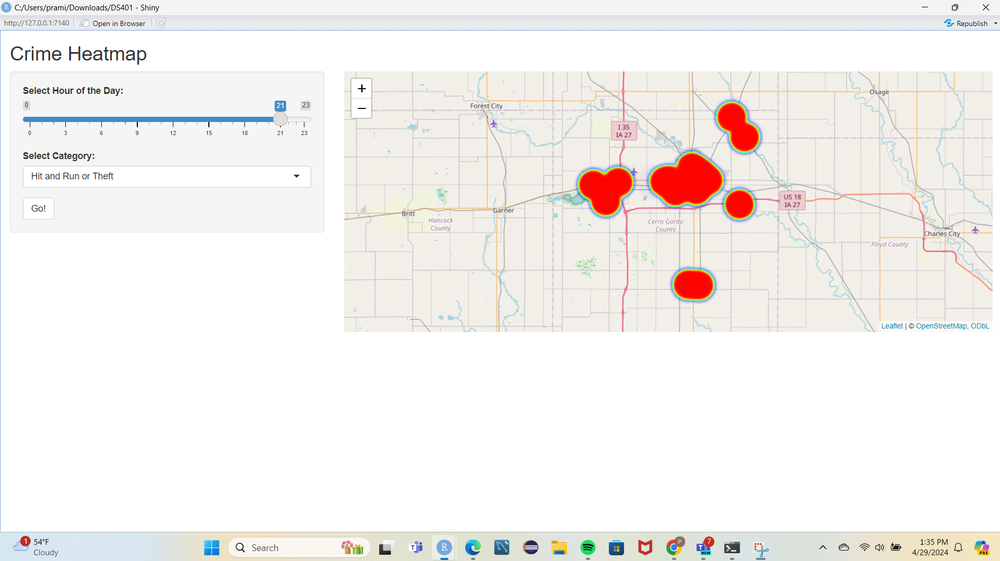 C:/Users/prami/Downloads/DS401 - Shiny
http://127.0.0.1:7140
Open in Browser
Republish
Crime Heatmap
Select Hour of the Day:
0
21
23
0 3 6 9 12 15 18 21 23
Select Category:
Hit and Run or Theft
Go!
+
−
Osage
Forest City
I 35
IA 27
US 18
IA 27
Garner
Britt
Hancock
County
Cerro Gordo
County
Charles City
Floyd County
Leaflet | © OpenStreetMap, ODbL
1
54°F
Cloudy
Search
R
P
7
NEW
1:35 PM
4/29/2024
PRE